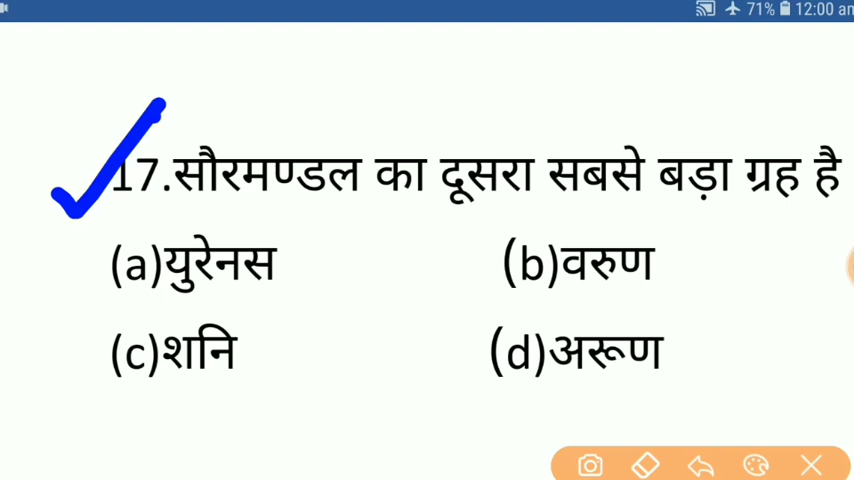 71% 12:00 am
17.सौरमण्डल का दूसरा सबसे बड़ा ग्रह है
(a)युरेनस (b)वरुण
(c)शनि (d)अरूण